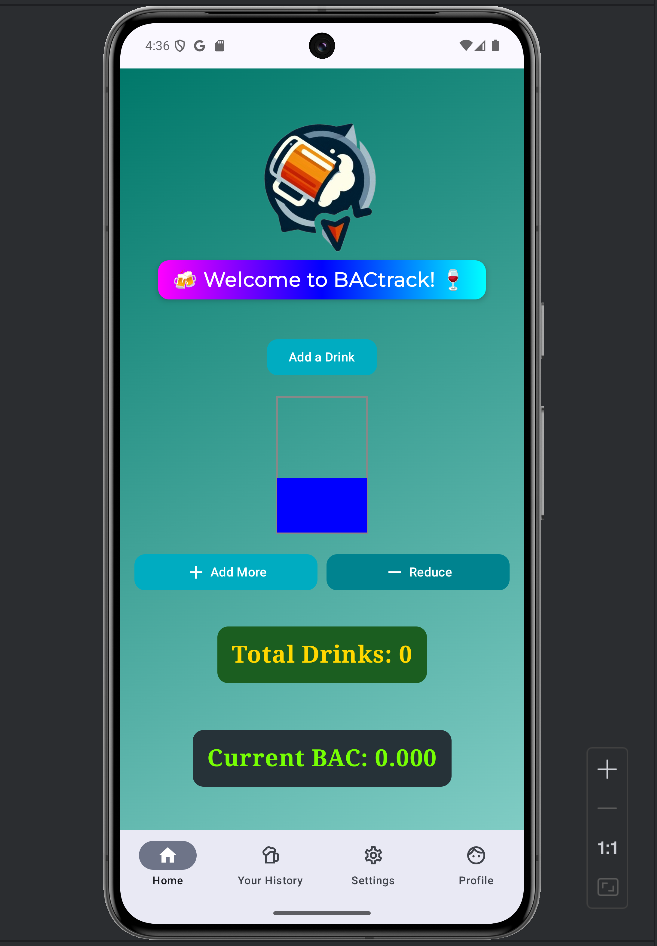 4:36
🍻 Welcome to BACtrack! 🍷
Add a Drink
+ Add More
— Reduce
Total Drinks: 0
Current BAC: 0.000
Home
Your History
Settings
Profile
1:1